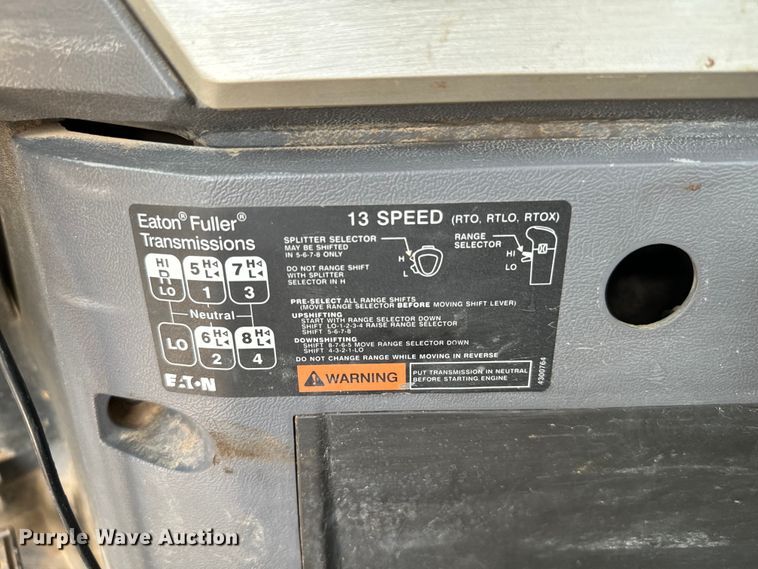 Eaton® Fuller®
Transmissions
13 SPEED (RTO, RTLO, RTOX)
SPLITTER SELECTOR
MAY BE SHIFTED
IN 5-6-7-8 ONLY
H
L
RANGE
SELECTOR
HI
LO
DO NOT RANGE SHIFT
WITH SPLITTER
SELECTOR IN H
HI
R
LO
5 H
L
1
7 H
L
3
Neutral
LO
6 H
L
2
8 H
L
4
PRE-SELECT ALL RANGE SHIFTS
(MOVE RANGE SELECTOR BEFORE MOVING SHIFT LEVER)
UPSHIFTING
START WITH RANGE SELECTOR DOWN
SHIFT LO-1-2-3-4 RAISE RANGE SELECTOR
SHIFT 5-6-7-8
DOWNSHIFTING
SHIFT 8-7-6-5 MOVE RANGE SELECTOR DOWN
SHIFT 4-3-2-1-LO
DO NOT CHANGE RANGE WHILE MOVING IN REVERSE
EATON
WARNING
PUT TRANSMISSION IN NEUTRAL
BEFORE STARTING ENGINE
4300764
Purple Wave Auction